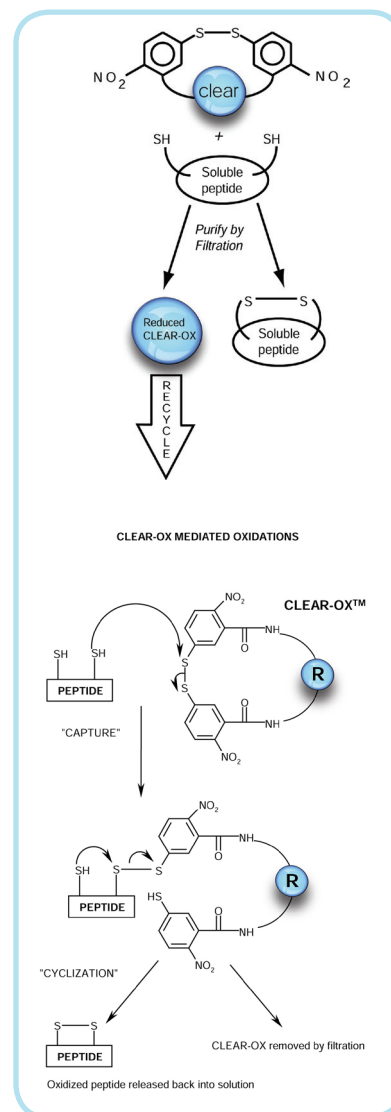 S—S
NO2
NO2
clear
+
SH
SH
Soluble
peptide
Purify by
Filtration
S — S
Reduced
CLEAR-OX
Soluble
peptide
RECYCLE
CLEAR-OX MEDIATED OXIDATIONS
NO2
CLEAR-OX™
NH
O
SH
SH
S
R
S
PEPTIDE
O
NH
"CAPTURE"
NO2
NO2
NH
O
SH
S
S
R
PEPTIDE
HS
O
NH
NO2
"CYCLIZATION"
S—S
PEPTIDE
CLEAR-OX removed by filtration
Oxidized peptide released back into solution